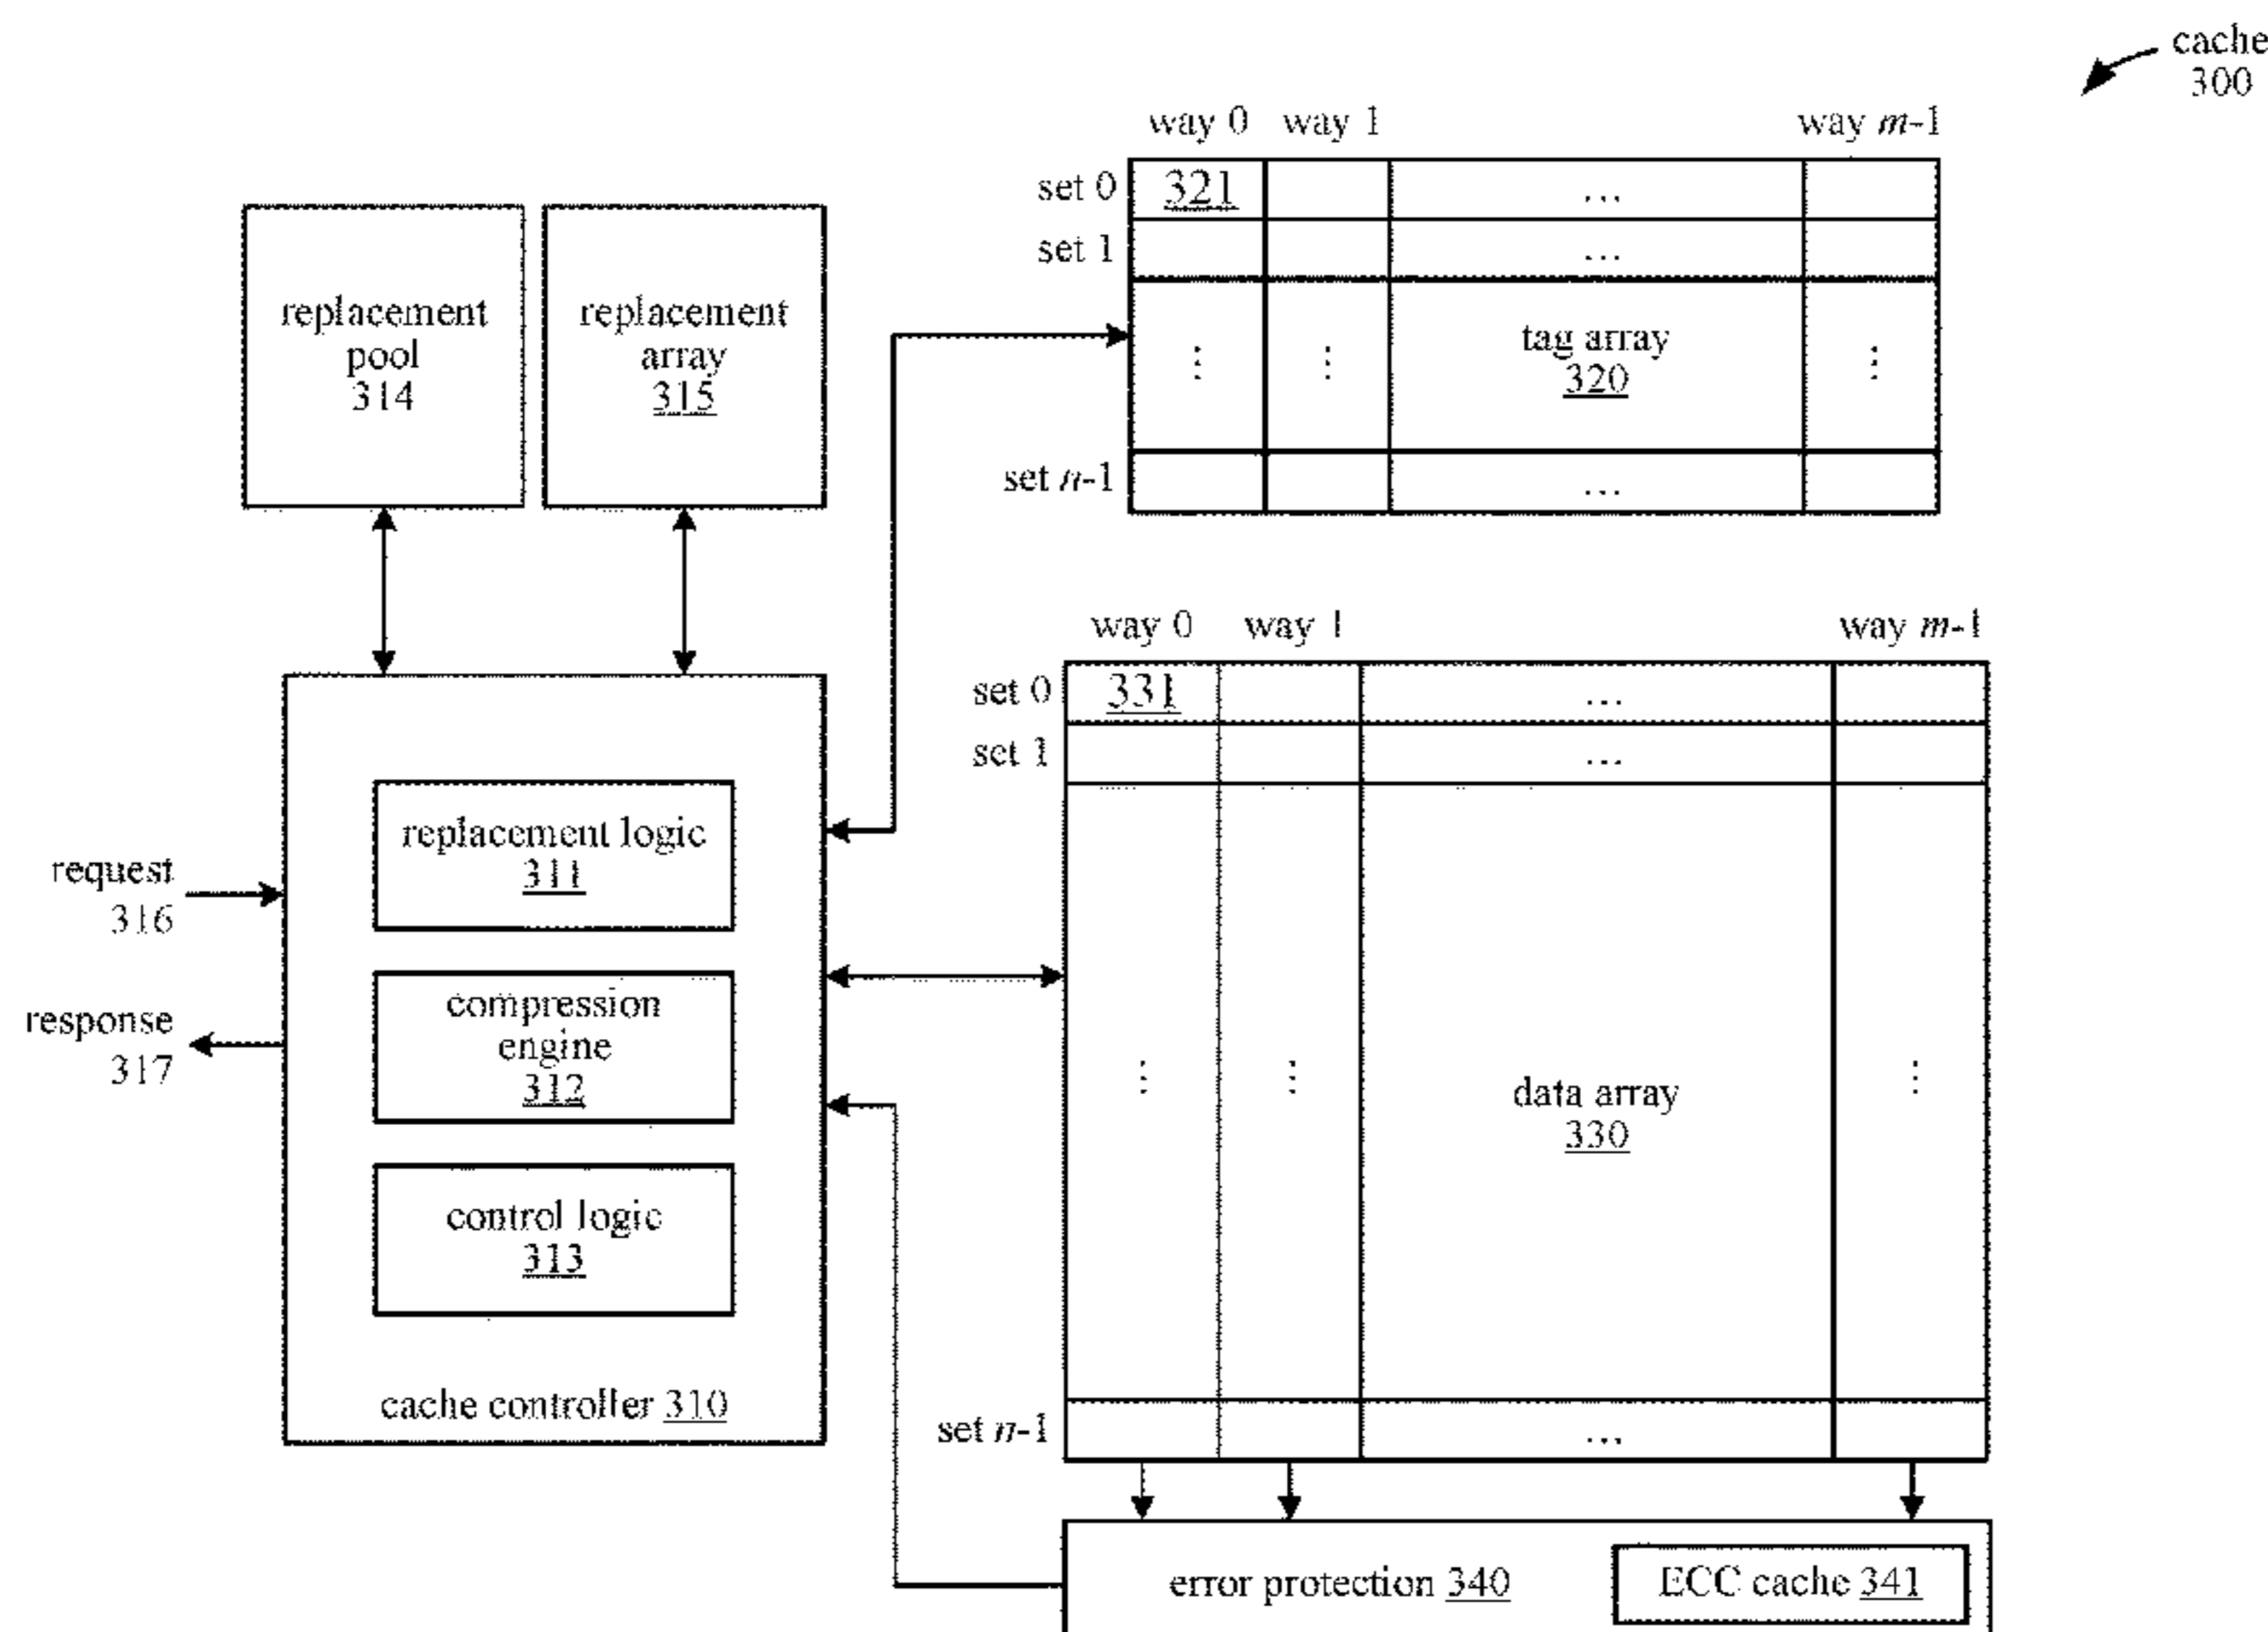 cache
300
way 0 way 1 way m-1
set 0 321 ...
set 1 ...
replacement
pool
314
replacement
array
315
⋮ ⋮ tag array ⋮
320
set n-1 ...
way 0 way 1 way m-1
set 0 331 ...
set 1 ...
replacement logic
311
request
316
compression
engine
312
response
317
⋮ ⋮ data array ⋮
330
control logic
313
cache controller 310
set n-1 ...
error protection 340
ECC cache 341